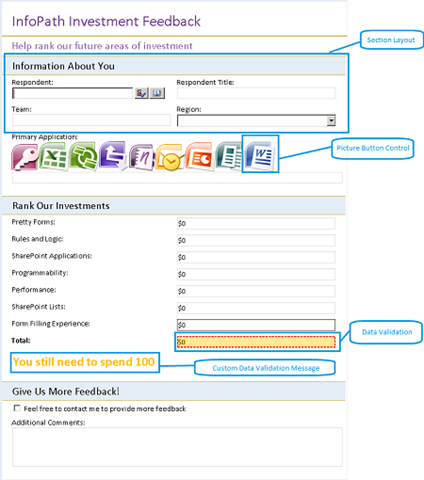 InfoPath Investment Feedback
Help rank our future areas of investment
Section Layout
Information About You
Respondent: Respondent Title:
Team: Region:
Primary Application:
Picture Button Control
Rank Our Investments
Pretty Forms: $0
Rules and Logic: $0
SharePoint Applications: $0
Programmability: $0
Performance: $0
SharePoint Lists: $0
Form Filling Experience: $0
Total: $0
Data Validation
You still need to spend 100
Custom Data Validation Message
Give Us More Feedback!
Feel free to contact me to provide more feedback
Additional Comments: